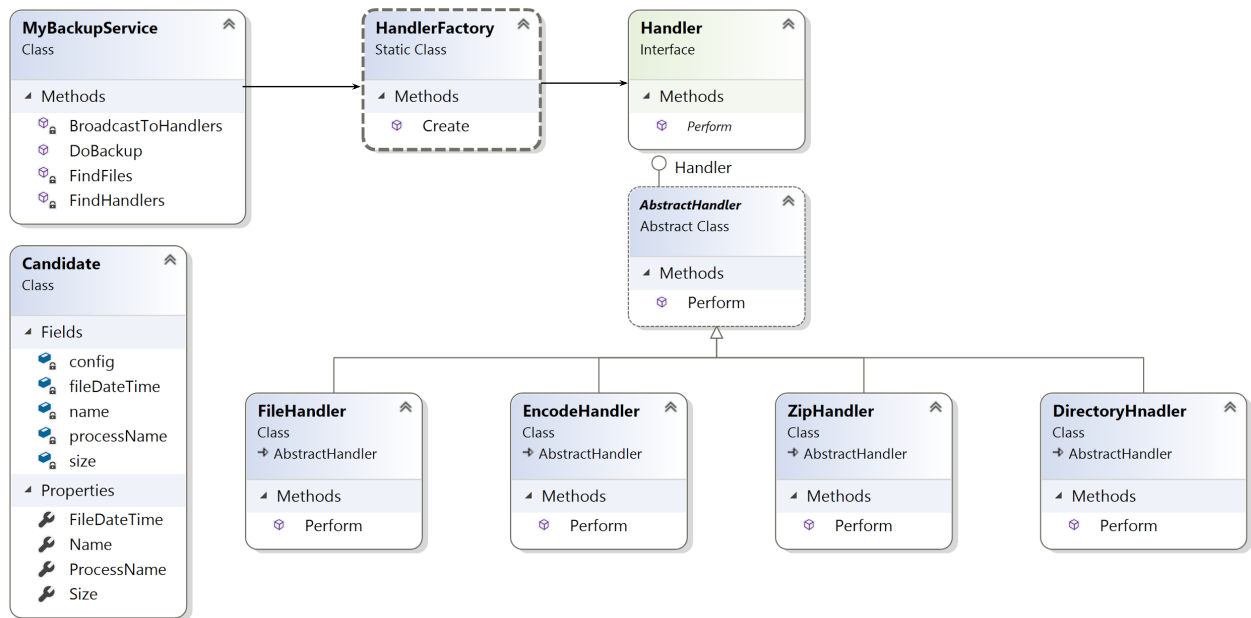 MyBackupService
Class
Methods
BroadcastToHandlers
DoBackup
FindFiles
FindHandlers
HandlerFactory
Static Class
Methods
Create
Handler
Interface
Methods
Perform
Handler
AbstractHandler
Abstract Class
Methods
Perform
Candidate
Class
Fields
config
fileDateTime
name
processName
size
Properties
FileDateTime
Name
ProcessName
Size
FileHandler
Class
AbstractHandler
Methods
Perform
EncodeHandler
Class
AbstractHandler
Methods
Perform
ZipHandler
Class
AbstractHandler
Methods
Perform
DirectoryHnadler
Class
AbstractHandler
Methods
Perform